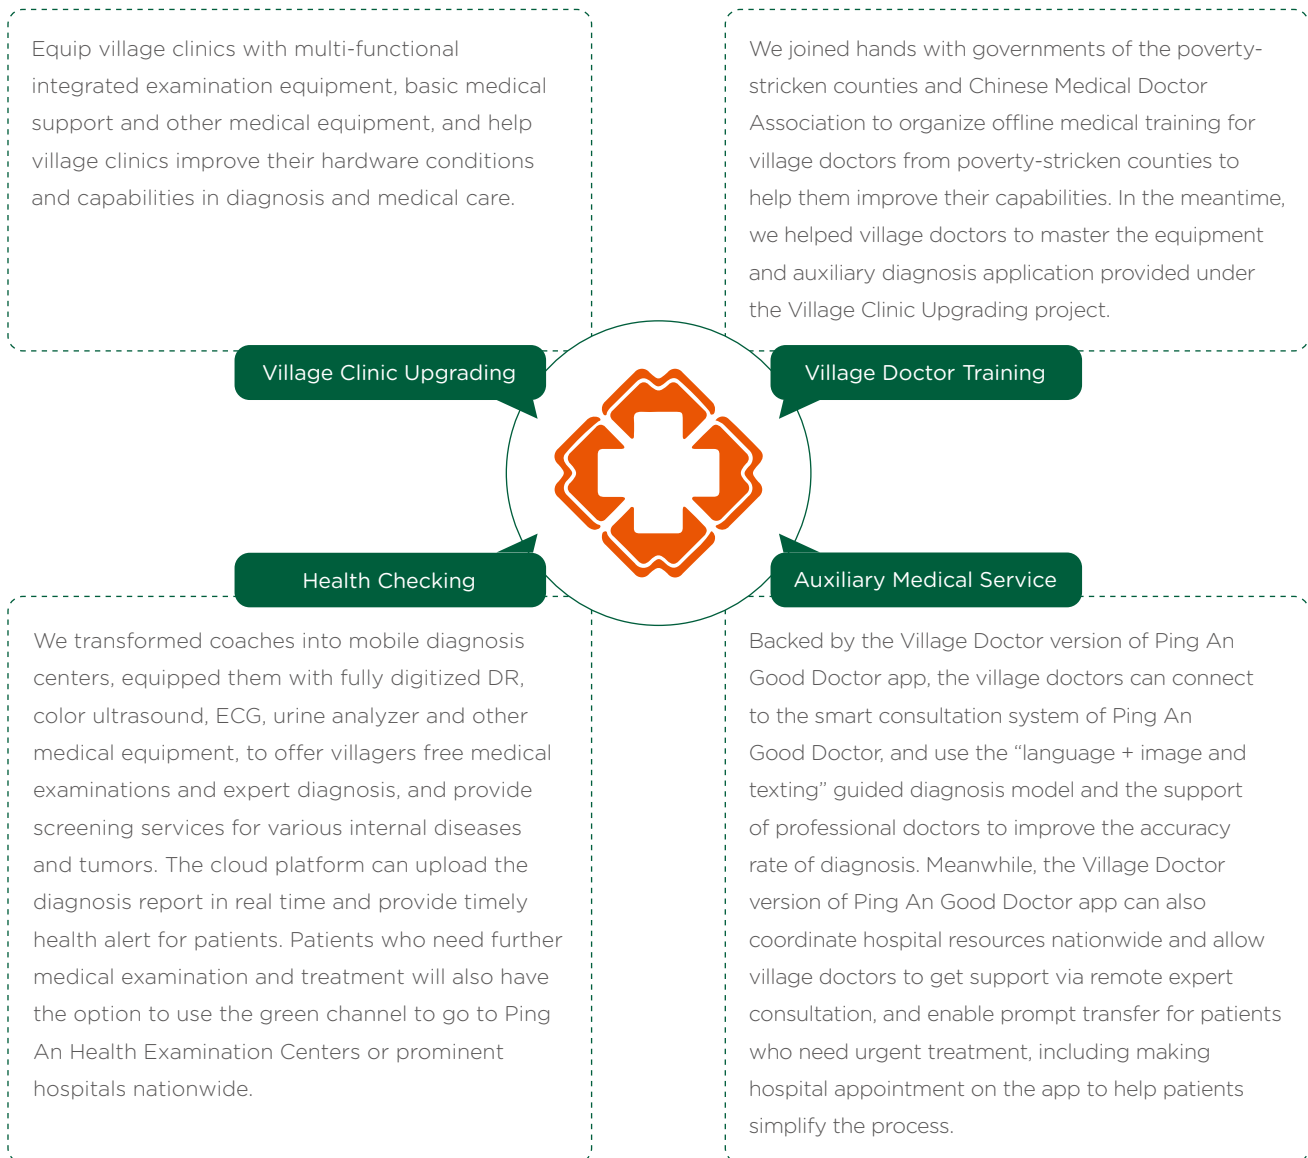 Equip village clinics with multi-functional
integrated examination equipment, basic medical
support and other medical equipment, and help
village clinics improve their hardware conditions
and capabilities in diagnosis and medical care.
Village Clinic Upgrading
We joined hands with governments of the poverty-
stricken counties and Chinese Medical Doctor
Association to organize offline medical training for
village doctors from poverty-stricken counties to
help them improve their capabilities. In the meantime,
we helped village doctors to master the equipment
and auxiliary diagnosis application provided under
the Village Clinic Upgrading project.
Village Doctor Training
Health Checking
We transformed coaches into mobile diagnosis
centers, equipped them with fully digitized DR,
color ultrasound, ECG, urine analyzer and other
medical equipment, to offer villagers free medical
examinations and expert diagnosis, and provide
screening services for various internal diseases
and tumors. The cloud platform can upload the
diagnosis report in real time and provide timely
health alert for patients. Patients who need further
medical examination and treatment will also have
the option to use the green channel to go to Ping
An Health Examination Centers or prominent
hospitals nationwide.
Auxiliary Medical Service
Backed by the Village Doctor version of Ping An
Good Doctor app, the village doctors can connect
to the smart consultation system of Ping An
Good Doctor, and use the “language + image and
texting” guided diagnosis model and the support
of professional doctors to improve the accuracy
rate of diagnosis. Meanwhile, the Village Doctor
version of Ping An Good Doctor app can also
coordinate hospital resources nationwide and allow
village doctors to get support via remote expert
consultation, and enable prompt transfer for patients
who need urgent treatment, including making
hospital appointment on the app to help patients
simplify the process.